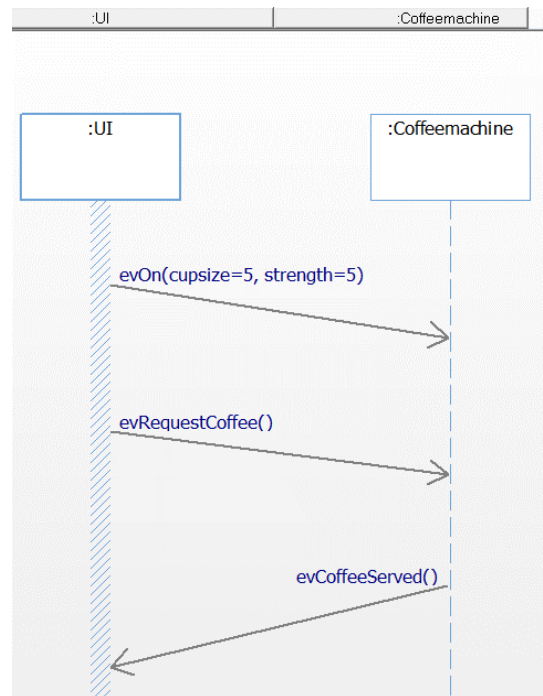 :UI
:Coffeemachine
:UI
:Coffeemachine
evOn(cupsize=5, strength=5)
evRequestCoffee()
evCoffeeServed()